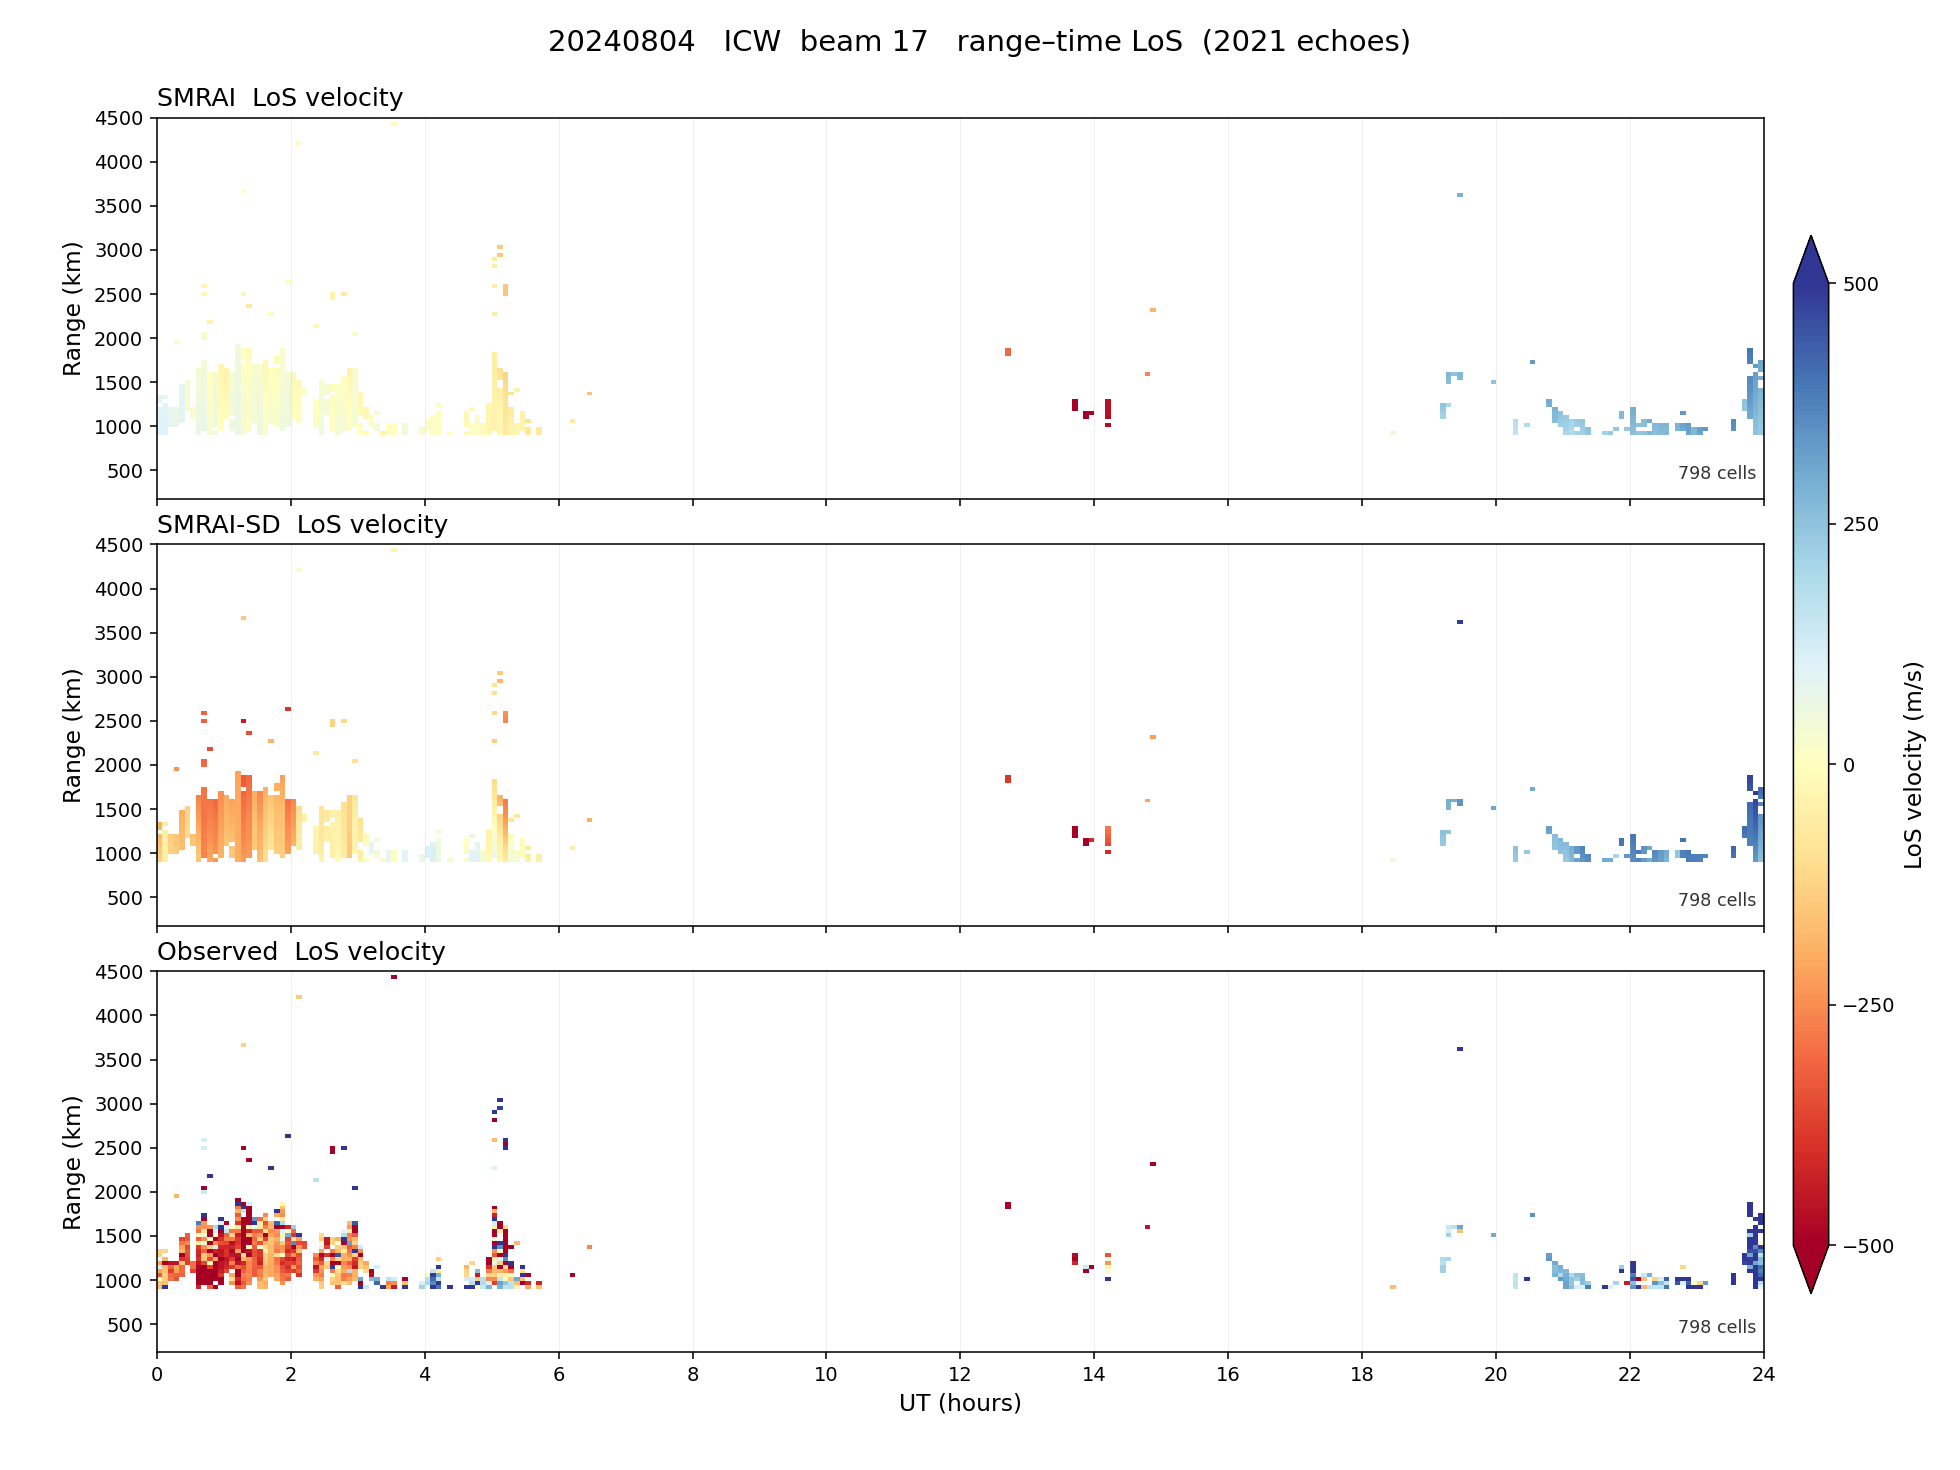 20240804   ICW  beam 17   range–time LoS  (2021 echoes)
SMRAI  LoS velocity
4500
4000
3500
3000
2500
2000
1500
1000
500
Range (km)
798 cells
SMRAI-SD  LoS velocity
4500
4000
3500
3000
2500
2000
1500
1000
500
Range (km)
798 cells
Observed  LoS velocity
4500
4000
3500
3000
2500
2000
1500
1000
500
Range (km)
798 cells
0 2 4 6 8 10 12 14 16 18 20 22 24
UT (hours)
500
250
0
−250
−500
LoS velocity (m/s)